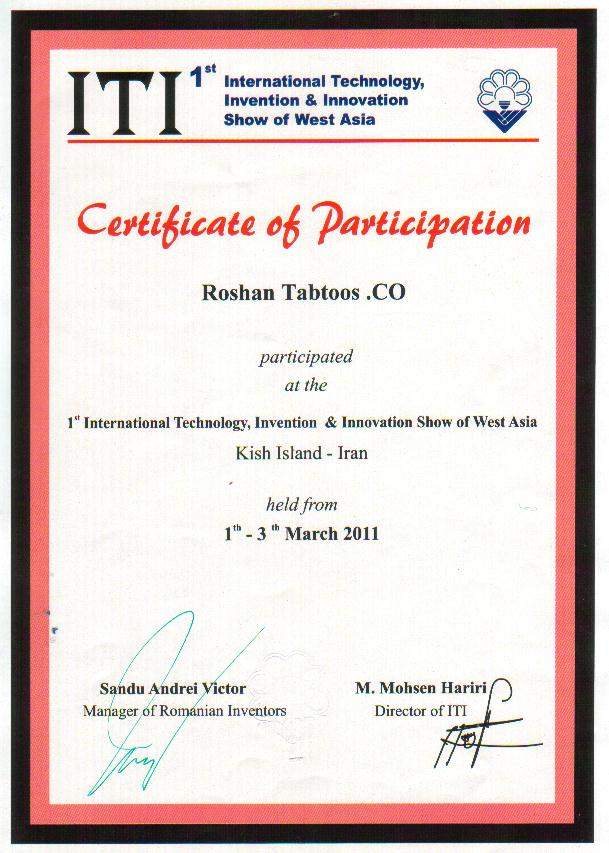 ITI 1st International Technology,
Invention & Innovation
Show of West Asia
Certificate of Participation
Roshan Tabtoos .CO
participated
at the
1st International Technology, Invention & Innovation Show of West Asia
Kish Island - Iran
held from
1th - 3 th March 2011
Sandu Andrei Victor M. Mohsen Hariri
Manager of Romanian Inventors Director of ITI